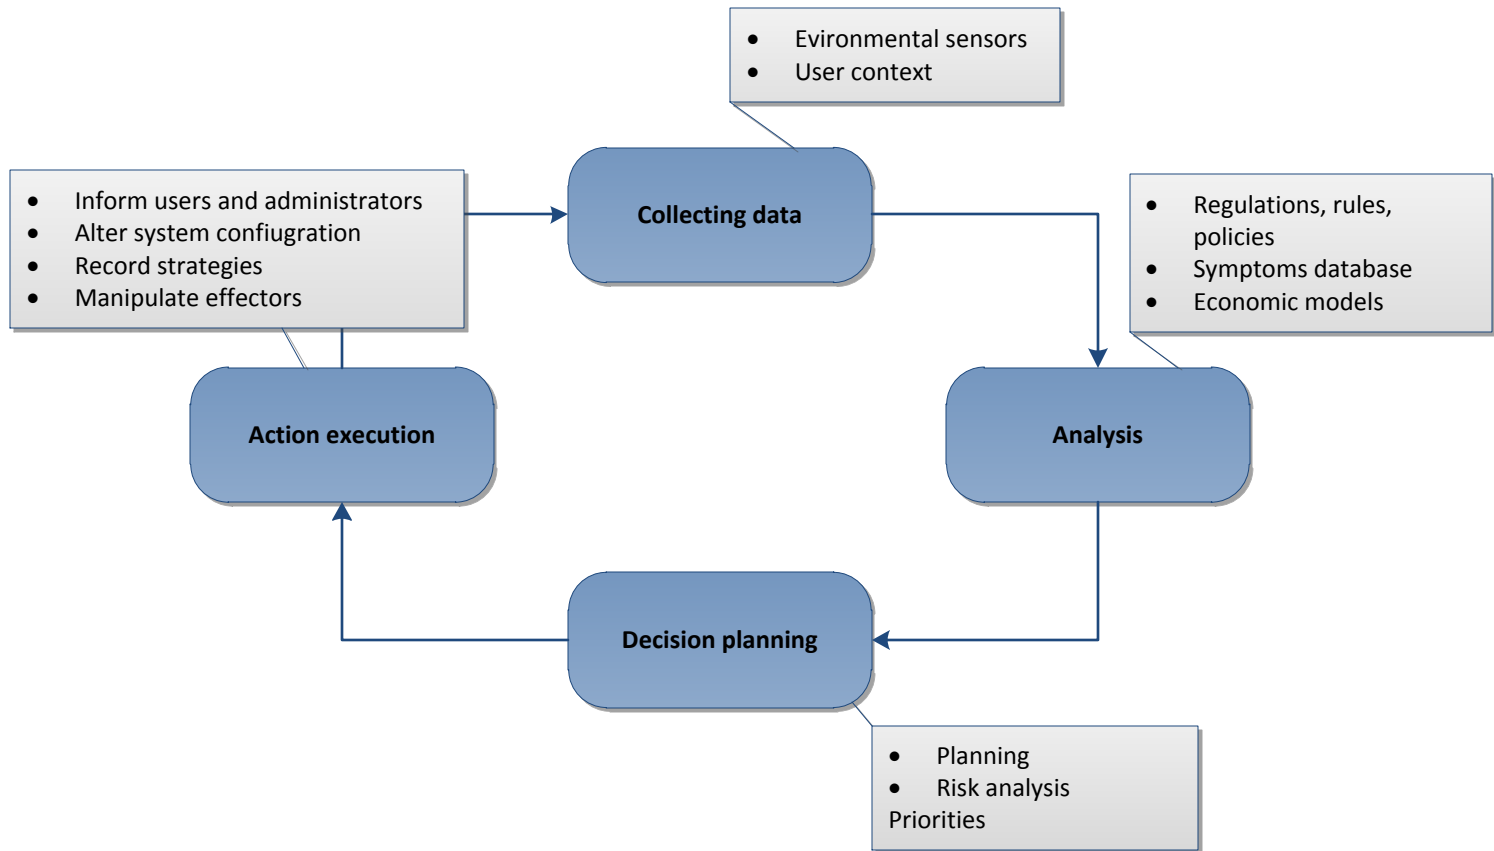 • Evironmental sensors
• User context
Collecting data
• Inform users and administrators
• Alter system confiugration
• Record strategies
• Manipulate effectors
• Regulations, rules,
policies
• Symptoms database
• Economic models
Action execution
Analysis
Decision planning
• Planning
• Risk analysis
Priorities